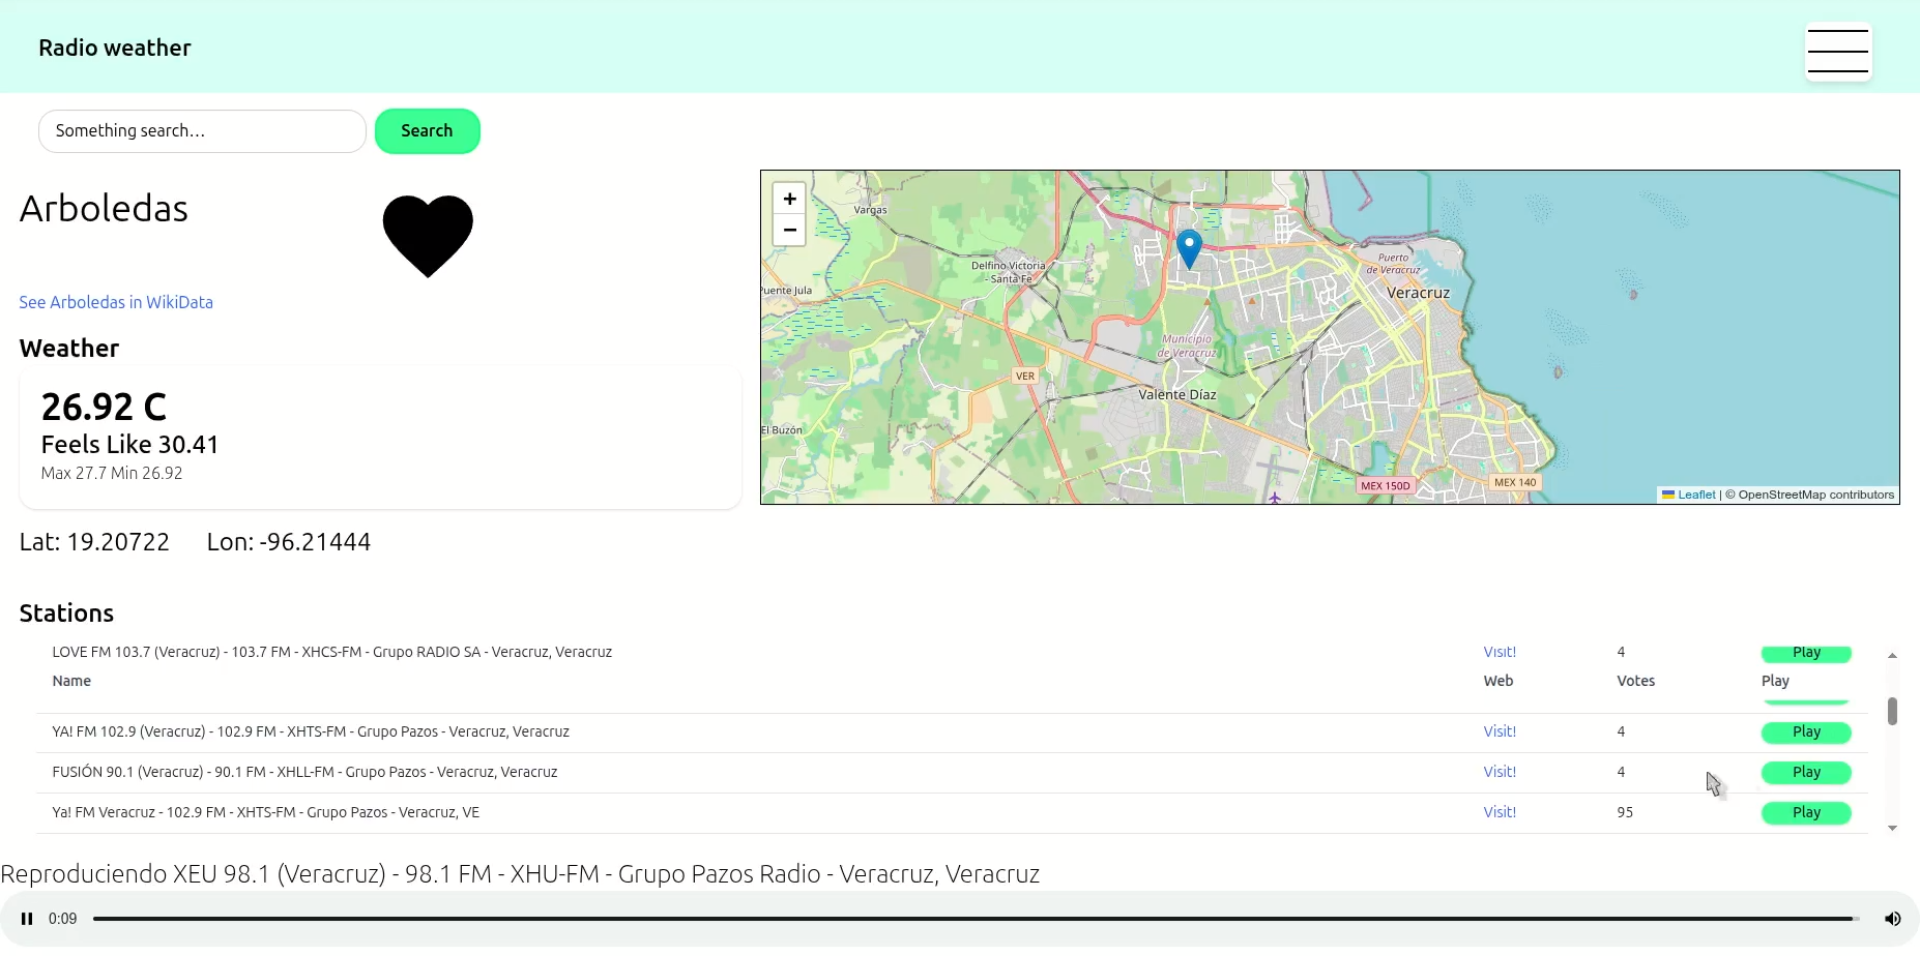 Radio weather
Something search...
Search
Arboledas
See Arboledas in WikiData
Weather
26.92 C
Feels Like 30.41
Max 27.7 Min 26.92
Lat: 19.20722 Lon: -96.21444
+
−
Vargas
Delfino Victoria
- Santa Fe
Puente Jula
Puerto
de Veracruz
Veracruz
Municipio
de Veracruz
VER
Valente Díaz
El Buzón
MEX 150D
MEX 140
Leaflet | © OpenStreetMap contributors
Stations
LOVE FM 103.7 (Veracruz) - 103.7 FM - XHCS-FM - Grupo RADIO SA - Veracruz, Veracruz Visit! 4 Play
Name Web Votes Play
YA! FM 102.9 (Veracruz) - 102.9 FM - XHTS-FM - Grupo Pazos - Veracruz, Veracruz Visit! 4 Play
FUSIÓN 90.1 (Veracruz) - 90.1 FM - XHLL-FM - Grupo Pazos - Veracruz, Veracruz Visit! 4 Play
Ya! FM Veracruz - 102.9 FM - XHTS-FM - Grupo Pazos - Veracruz, VE Visit! 95 Play
Reproduciendo XEU 98.1 (Veracruz) - 98.1 FM - XHU-FM - Grupo Pazos Radio - Veracruz, Veracruz
0:09